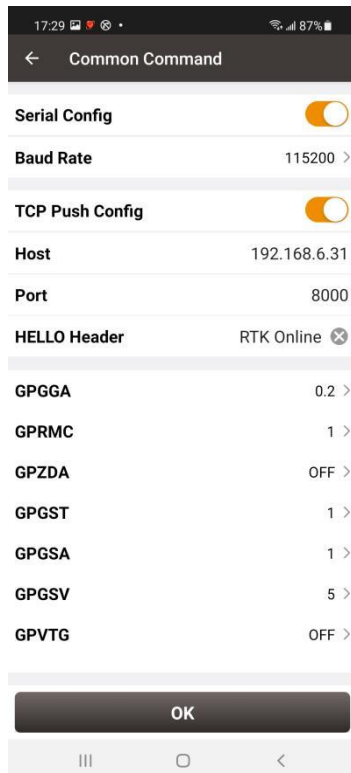 17:29 87%
Common Command
Serial Config
Baud Rate 115200
TCP Push Config
Host 192.168.6.31
Port 8000
HELLO Header RTK Online
GPGGA 0.2
GPRMC 1
GPZDA OFF
GPGST 1
GPGSA 1
GPGSV 5
GPVTG OFF
OK